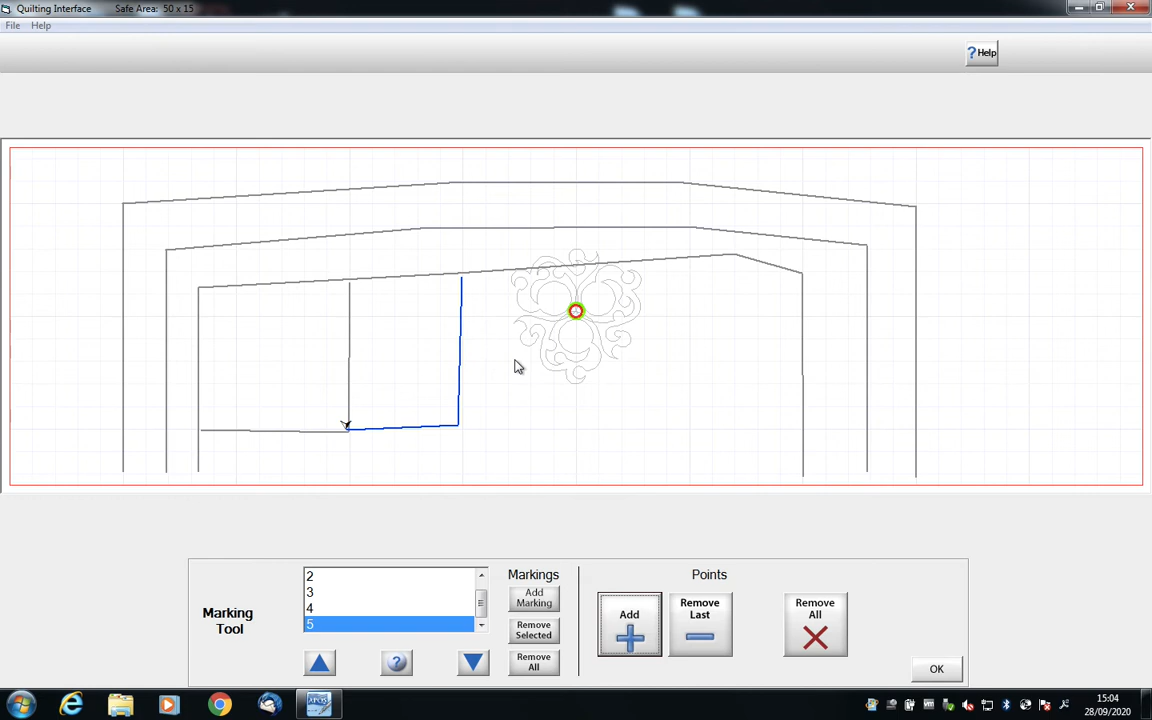 Quilting Interface Safe Area: 50 x 15
File Help
? Help
2
3
4
5
Marking
Tool
?
Markings
Add
Marking
Remove
Selected
Remove
All
Points
Add
Remove
Last
Remove
All
OK
15:04
28/09/2020